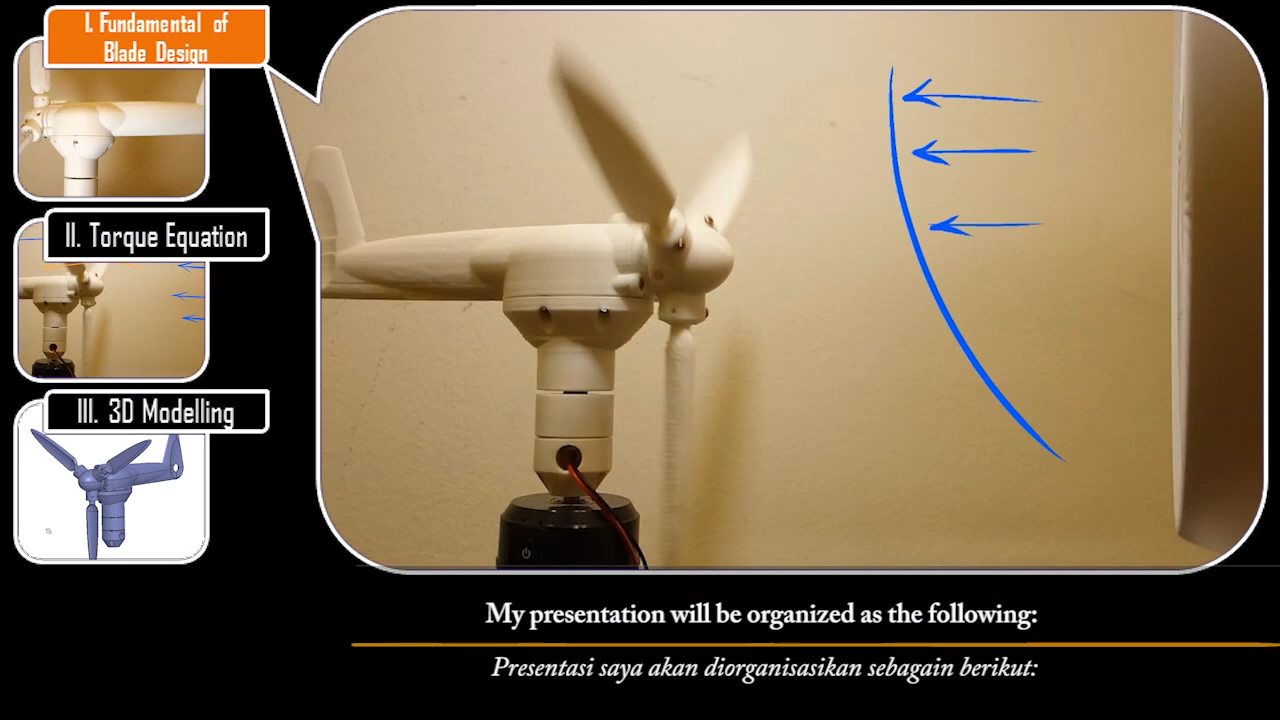 I. Fundamental of
Blade Design
II. Torque Equation
III. 3D Modelling
My presentation will be organized as the following:
Presentasi saya akan diorganisasikan sebagain berikut: